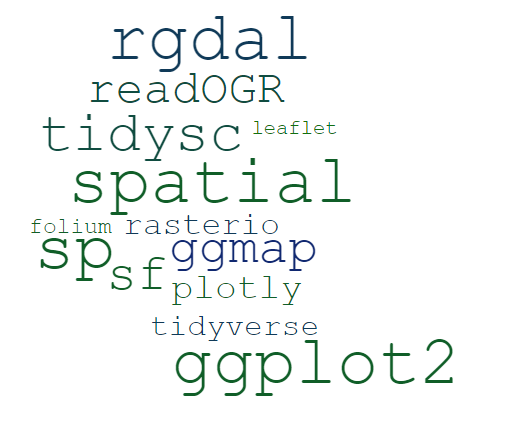 rgdal
readOGR
tidysc leaflet
spatial
folium rasterio
sp sf ggmap
plotly
tidyverse
ggplot2